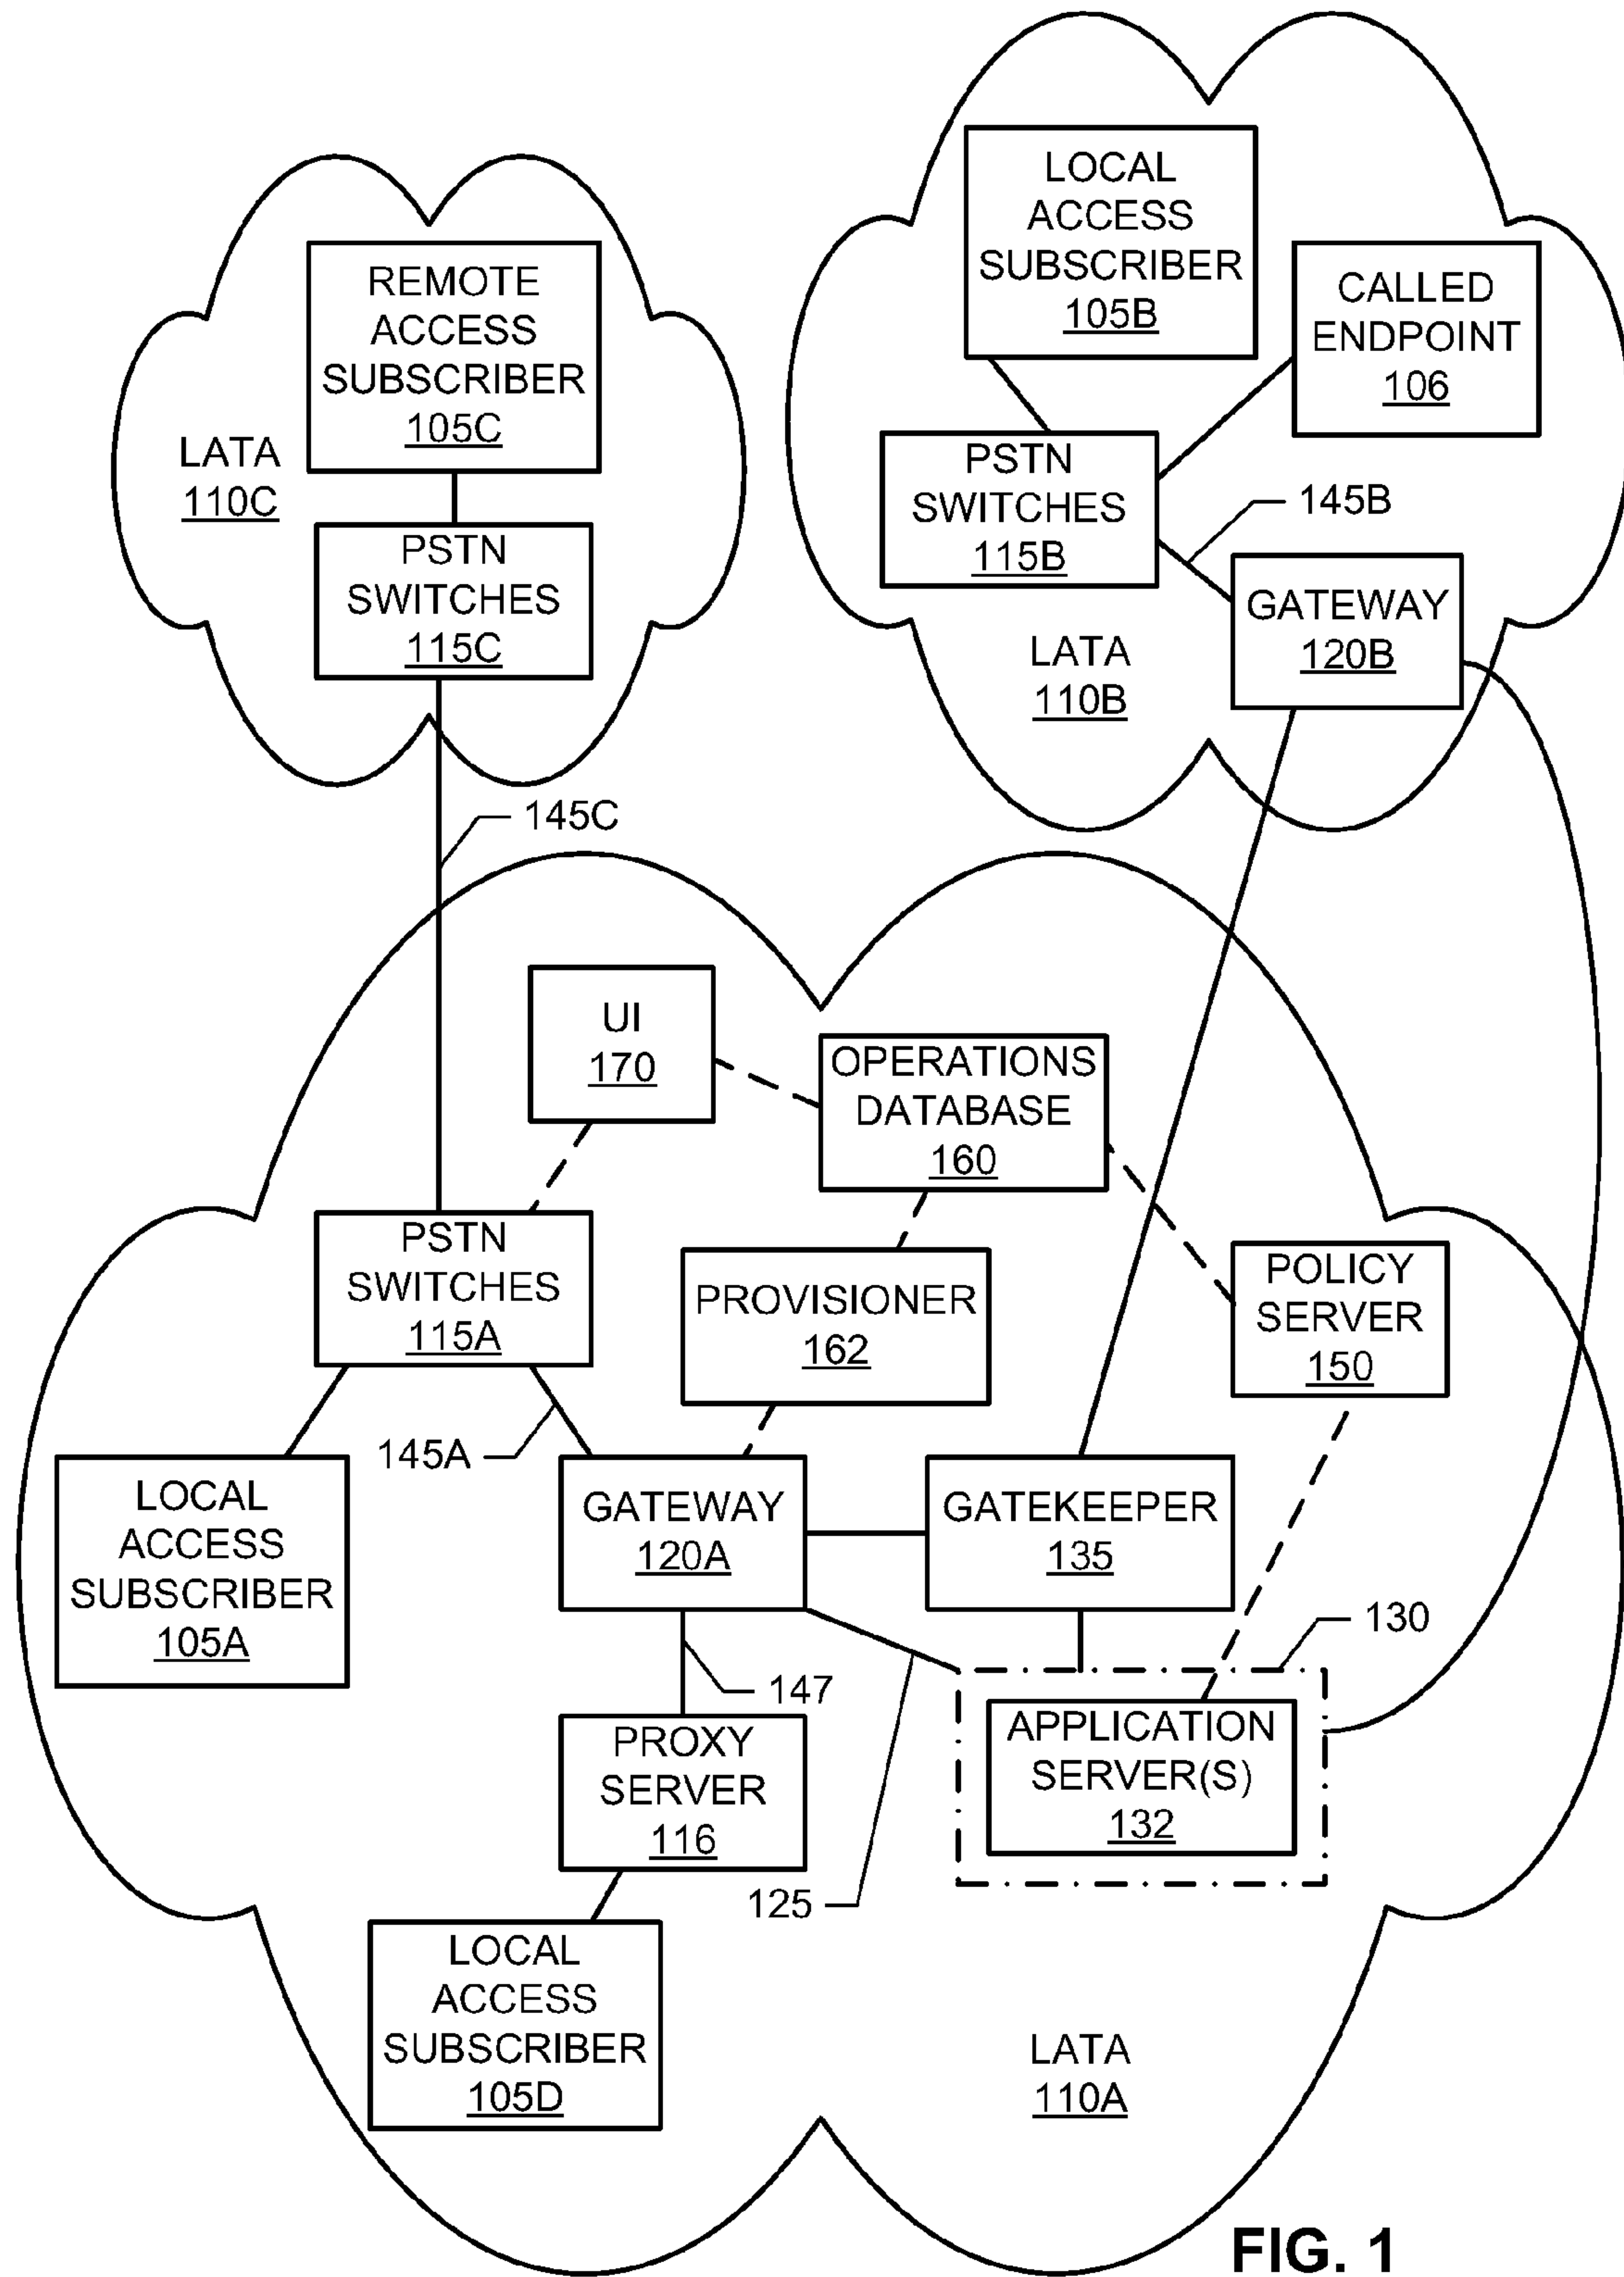 LOCAL
ACCESS
SUBSCRIBER
105B
CALLED
ENDPOINT
106
REMOTE
ACCESS
SUBSCRIBER
105C
LATA
110C
PSTN
SWITCHES
115C
PSTN
SWITCHES
115B
145B
GATEWAY
120B
LATA
110B
145C
UI
170
OPERATIONS
DATABASE
160
PSTN
SWITCHES
115A
PROVISIONER
162
POLICY
SERVER
150
145A
LOCAL
ACCESS
SUBSCRIBER
105A
GATEWAY
120A
GATEKEEPER
135
130
147
PROXY
SERVER
116
APPLICATION
SERVER(S)
132
125
LOCAL
ACCESS
SUBSCRIBER
105D
LATA
110A
FIG. 1